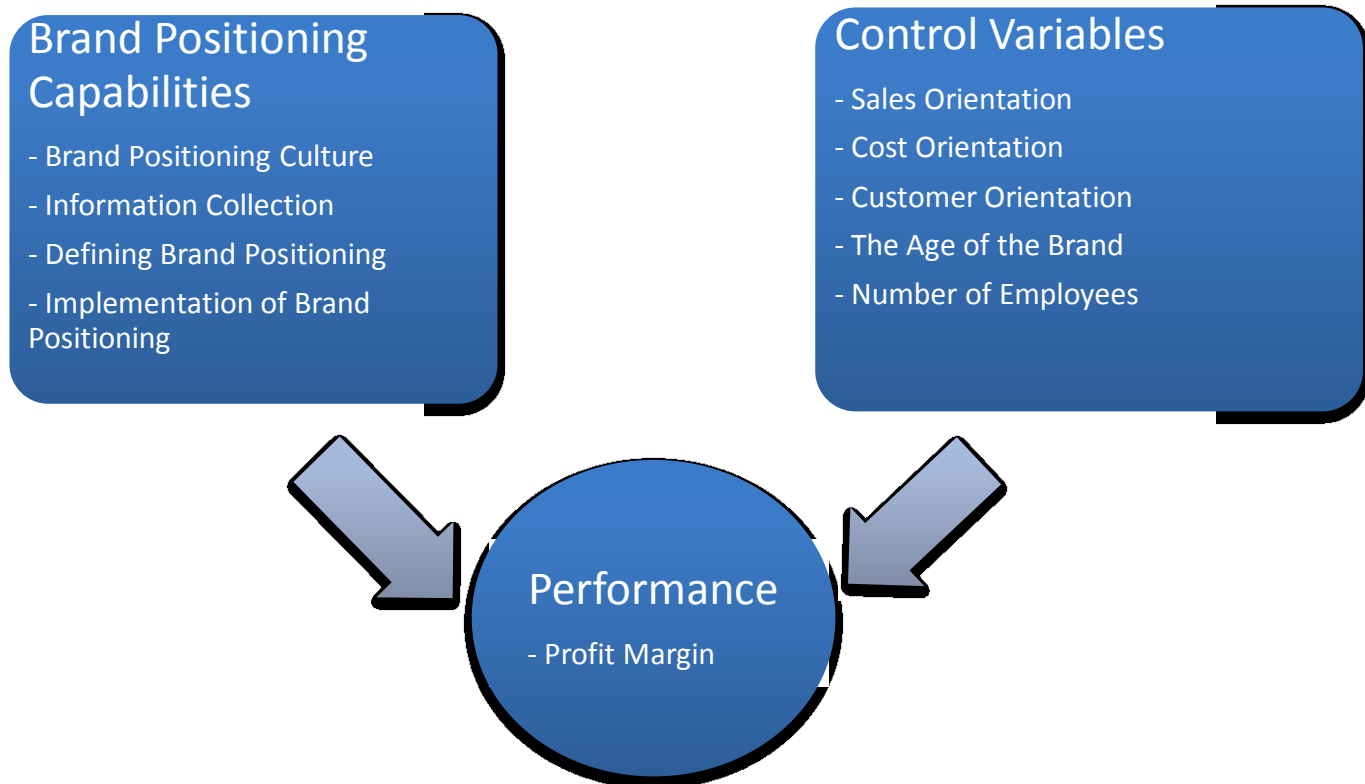 Brand Positioning
Capabilities
- Brand Positioning Culture
- Information Collection
- Defining Brand Positioning
- Implementation of Brand
Positioning
Control Variables
- Sales Orientation
- Cost Orientation
- Customer Orientation
- The Age of the Brand
- Number of Employees
Performance
- Profit Margin